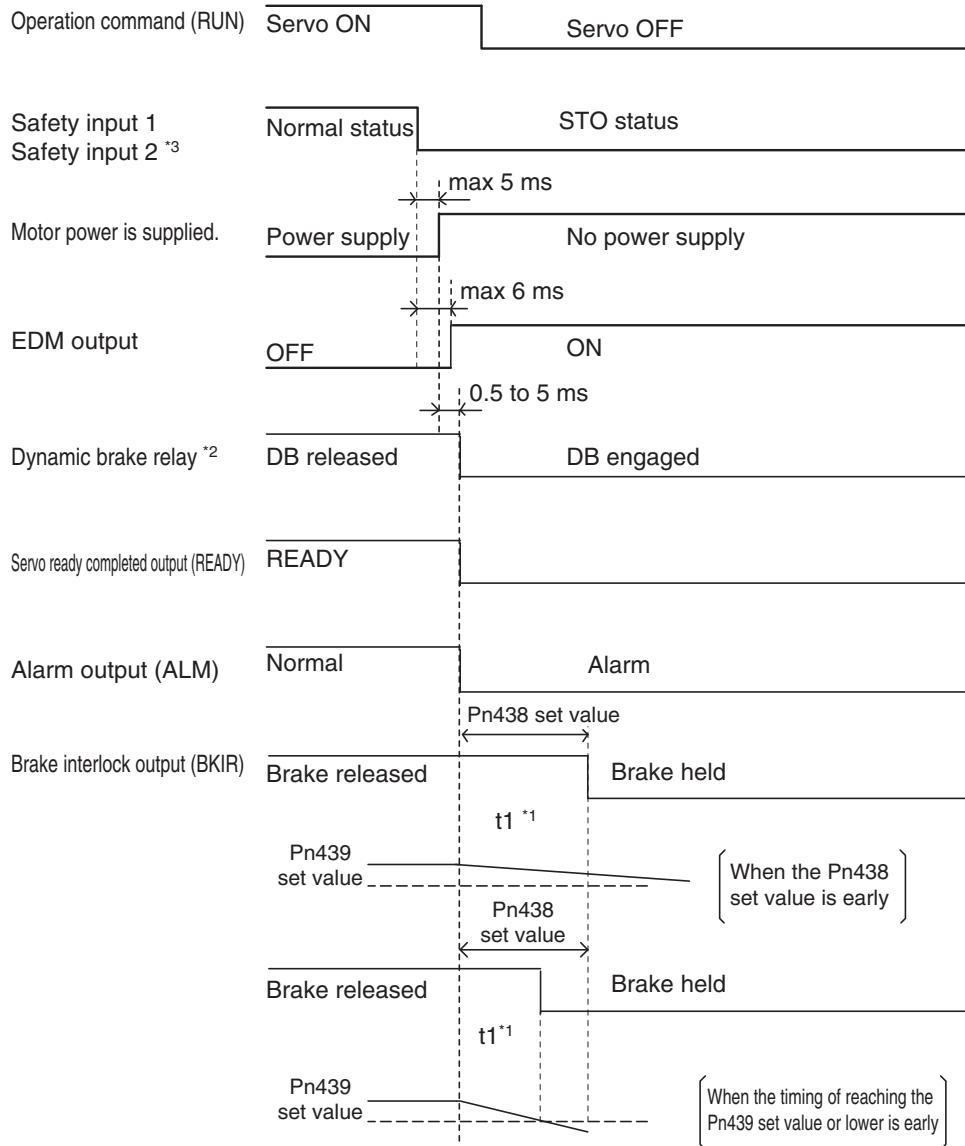 Operation command (RUN) Servo ON Servo OFF
Safety input 1
Safety input 2 *3
Normal status STO status
max 5 ms
Motor power is supplied. Power supply No power supply
max 6 ms
EDM output OFF ON
0.5 to 5 ms
Dynamic brake relay *2 DB released DB engaged
Servo ready completed output (READY) READY
Alarm output (ALM) Normal Alarm
Pn438 set value
Brake interlock output (BKIR) Brake released Brake held
t1 *1
Pn439
set value
When the Pn438
set value is early
Pn438
set value
Brake released Brake held
t1*1
Pn439
set value
When the timing of reaching the
Pn439 set value or lower is early